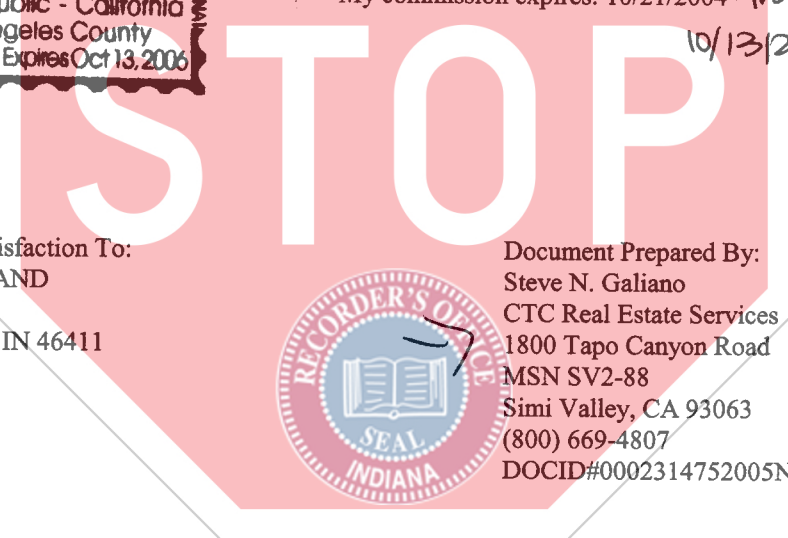 - California
geles County
Expires Oct 13, 2006
My commission expires: 10/21/2004
10/13/2
STOP
isfaction To:
AND
IN 46411
Document Prepared By:
Steve N. Galiano
CTC Real Estate Services
1800 Tapo Canyon Road
MSN SV2-88
Simi Valley, CA 93063
(800) 669-4807
DOCID#0002314752005N
RECORDER'S OFFICE
SEAL
INDIANA